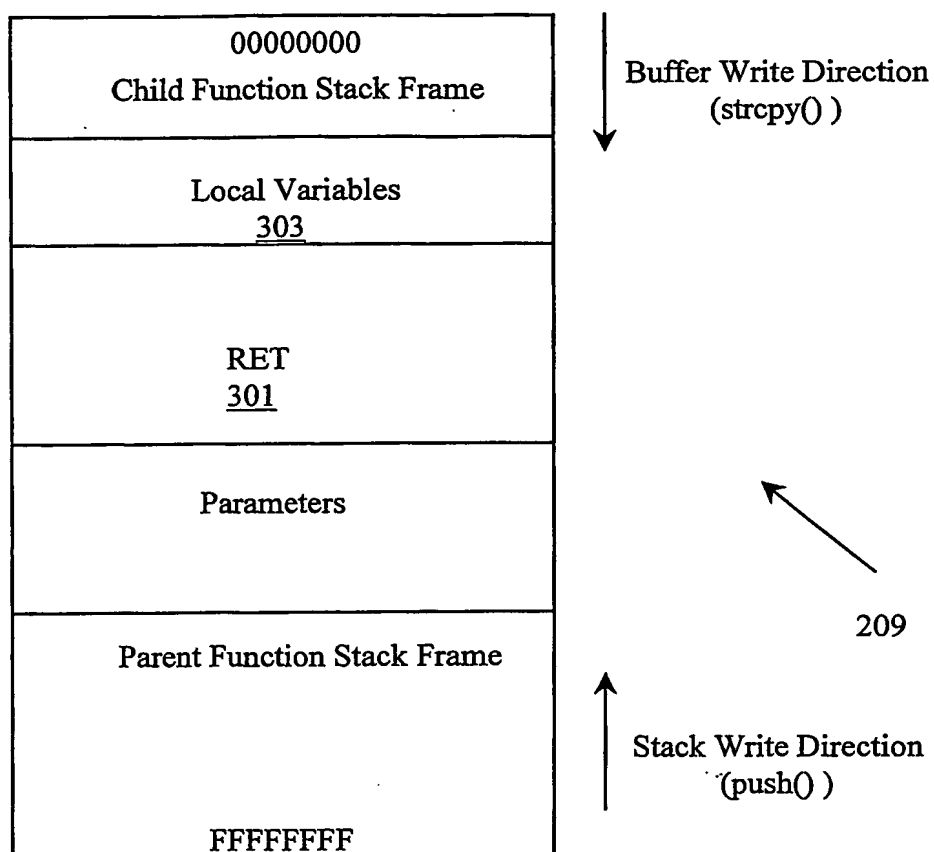 00000000
Child Function Stack Frame
Buffer Write Direction
(strcpy() )
Local Variables
303
RET
301
Parameters
209
Parent Function Stack Frame
Stack Write Direction
(push() )
FFFFFFFF